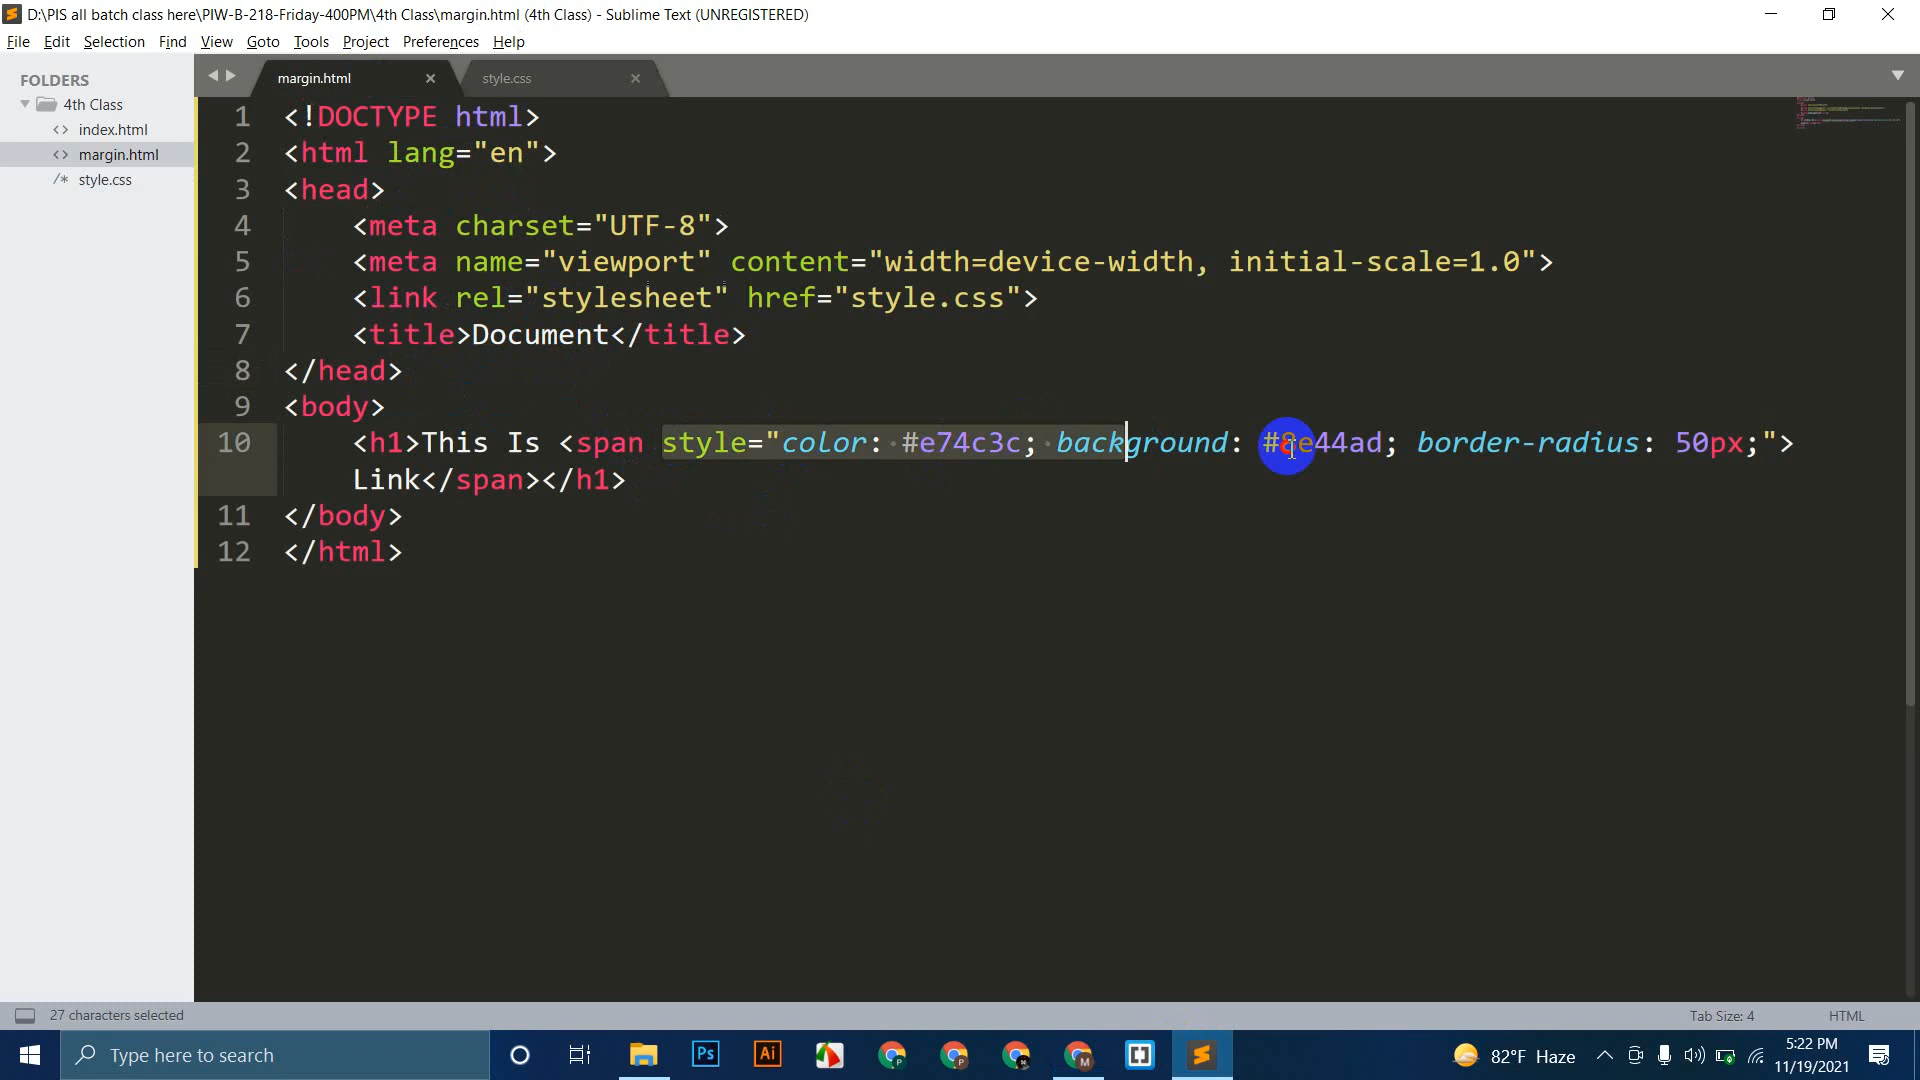 D:\PIS all batch class here\PIW-B-218-Friday-400PM\4th Class\margin.html (4th Class) - Sublime Text (UNREGISTERED)
File Edit Selection Find View Goto Tools Project Preferences Help
FOLDERS
4th Class
<> index.html
<> margin.html
/* style.css
margin.html × style.css ×
1 <!DOCTYPE html>
2 <html lang="en">
3 <head>
4 <meta charset="UTF-8">
5 <meta name="viewport" content="width=device-width, initial-scale=1.0">
6 <link rel="stylesheet" href="style.css">
7 <title>Document</title>
8 </head>
9 <body>
10 <h1>This Is <span style="color: #e74c3c; background: #8e44ad; border-radius: 50px;">
Link</span></h1>
11 </body>
12 </html>
27 characters selected Tab Size: 4 HTML
Type here to search
Ps Ai
82°F Haze
5:22 PM
11/19/2021